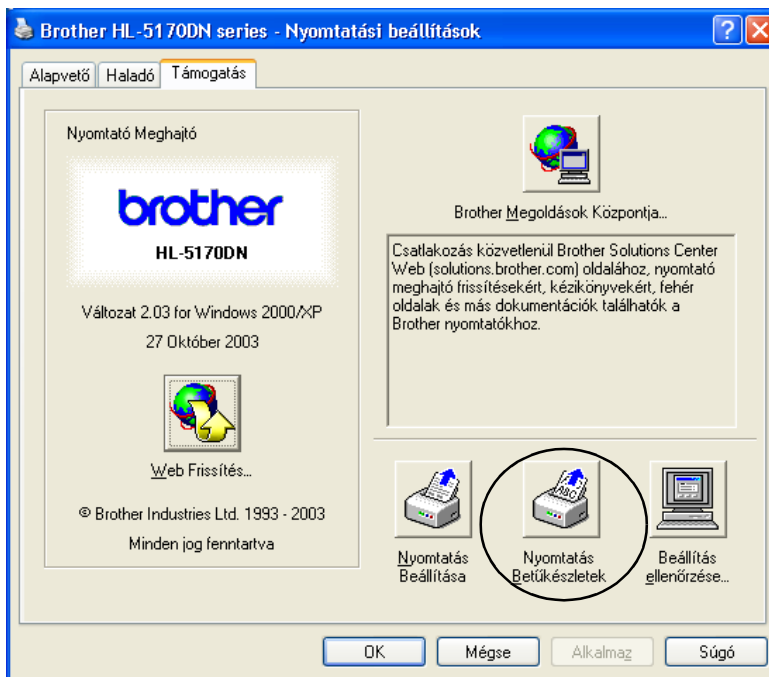 Brother HL-5170DN series - Nyomtatási beállítások
Alapvető Haladó Támogatás
Nyomtató Meghajtó
brother
HL-5170DN
Változat 2.03 for Windows 2000/XP
27 Október 2003
Web Frissítés...
© Brother Industries Ltd. 1993 - 2003
Minden jog fenntartva
Brother Megoldások Központja...
Csatlakozás közvetlenül Brother Solutions Center
Web (solutions.brother.com) oldalához, nyomtató
meghajtó frissítésekért, kézikönyvekért, fehér
oldalak és más dokumentációk találhatók a
Brother nyomtatókhoz.
ABC
Nyomtatás
Beállítása
Nyomtatás
Betűkészletek
Beállítás
ellenőrzése...
OK Mégse Alkalmaz Súgó